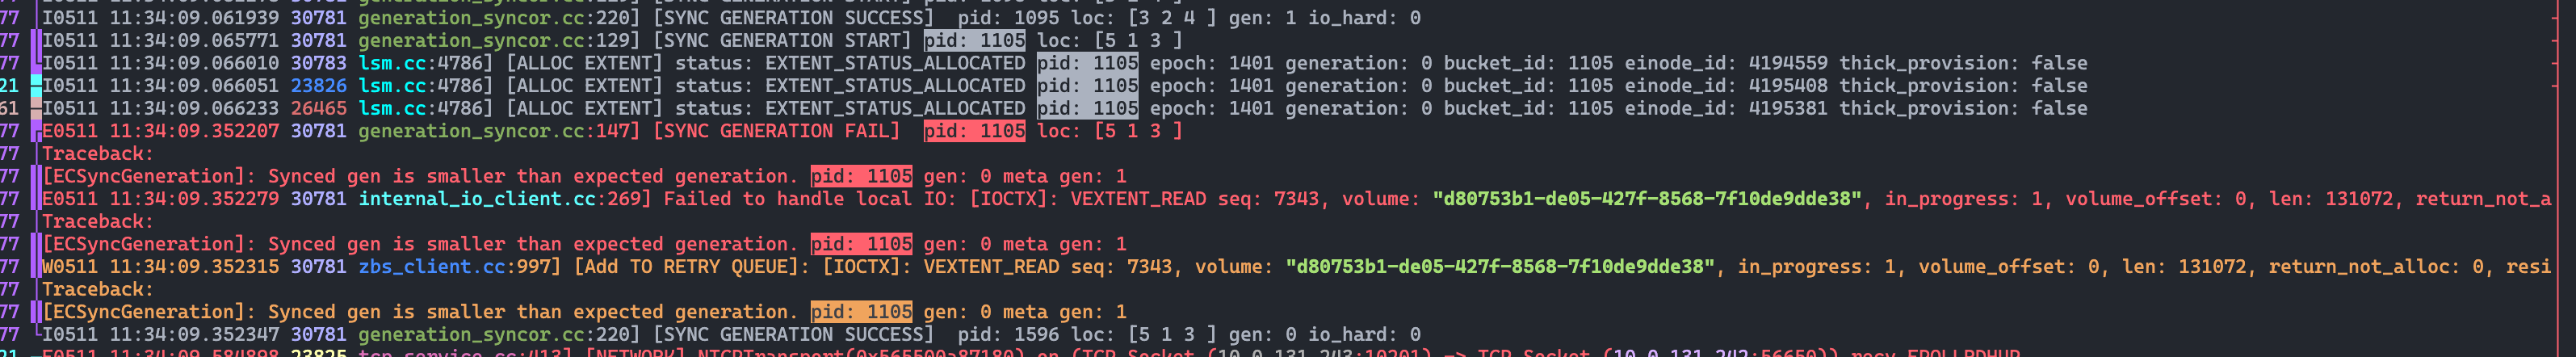 77 I0511 11:34:09.061939 30781 generation_syncor.cc:220] [SYNC GENERATION SUCCESS]  pid: 1095 loc: [3 2 4 ] gen: 1 io_hard: 0
77 I0511 11:34:09.065771 30781 generation_syncor.cc:129] [SYNC GENERATION START] pid: 1105 loc: [5 1 3 ]
77 I0511 11:34:09.066010 30783 lsm.cc:4786] [ALLOC EXTENT] status: EXTENT_STATUS_ALLOCATED pid: 1105 epoch: 1401 generation: 0 bucket_id: 1105 einode_id: 4194559 thick_provision: false
21 I0511 11:34:09.066051 23826 lsm.cc:4786] [ALLOC EXTENT] status: EXTENT_STATUS_ALLOCATED pid: 1105 epoch: 1401 generation: 0 bucket_id: 1105 einode_id: 4195408 thick_provision: false
61 I0511 11:34:09.066233 26465 lsm.cc:4786] [ALLOC EXTENT] status: EXTENT_STATUS_ALLOCATED pid: 1105 epoch: 1401 generation: 0 bucket_id: 1105 einode_id: 4195381 thick_provision: false
77 E0511 11:34:09.352207 30781 generation_syncor.cc:147] [SYNC GENERATION FAIL]  pid: 1105 loc: [5 1 3 ]
77 Traceback:
77 [ECSyncGeneration]: Synced gen is smaller than expected generation. pid: 1105 gen: 0 meta gen: 1
77 E0511 11:34:09.352279 30781 internal_io_client.cc:269] Failed to handle local IO: [IOCTX]: VEXTENT_READ seq: 7343, volume: "d80753b1-de05-427f-8568-7f10de9dde38", in_progress: 1, volume_offset: 0, len: 131072, return_not_a
77 Traceback:
77 [ECSyncGeneration]: Synced gen is smaller than expected generation. pid: 1105 gen: 0 meta gen: 1
77 W0511 11:34:09.352315 30781 zbs_client.cc:997] [Add TO RETRY QUEUE]: [IOCTX]: VEXTENT_READ seq: 7343, volume: "d80753b1-de05-427f-8568-7f10de9dde38", in_progress: 1, volume_offset: 0, len: 131072, return_not_alloc: 0, resi
77 Traceback:
77 [ECSyncGeneration]: Synced gen is smaller than expected generation. pid: 1105 gen: 0 meta gen: 1
77 I0511 11:34:09.352347 30781 generation_syncor.cc:220] [SYNC GENERATION SUCCESS]  pid: 1596 loc: [5 1 3 ] gen: 0 io_hard: 0